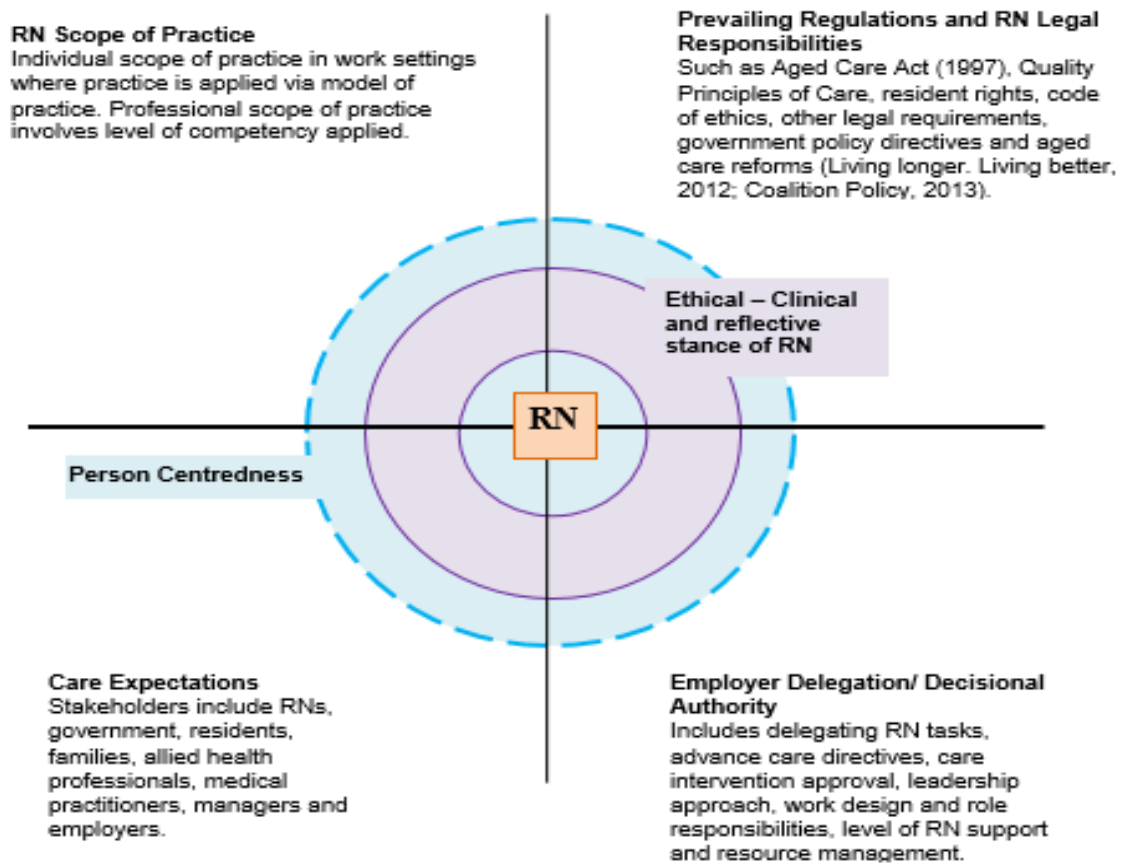 RN Scope of Practice
Individual scope of practice in work settings
where practice is applied via model of
practice. Professional scope of practice
involves level of competency applied.
Prevailing Regulations and RN Legal
Responsibilities
Such as Aged Care Act (1997), Quality
Principles of Care, resident rights, code
of ethics, other legal requirements,
government policy directives and aged
care reforms (Living longer. Living better,
2012; Coalition Policy, 2013).
Ethical – Clinical
and reflective
stance of RN
RN
Person Centredness
Care Expectations
Stakeholders include RNs,
government, residents,
families, allied health
professionals, medical
practitioners, managers and
employers.
Employer Delegation/ Decisional
Authority
Includes delegating RN tasks,
advance care directives, care
intervention approval, leadership
approach, work design and role
responsibilities, level of RN support
and resource management.